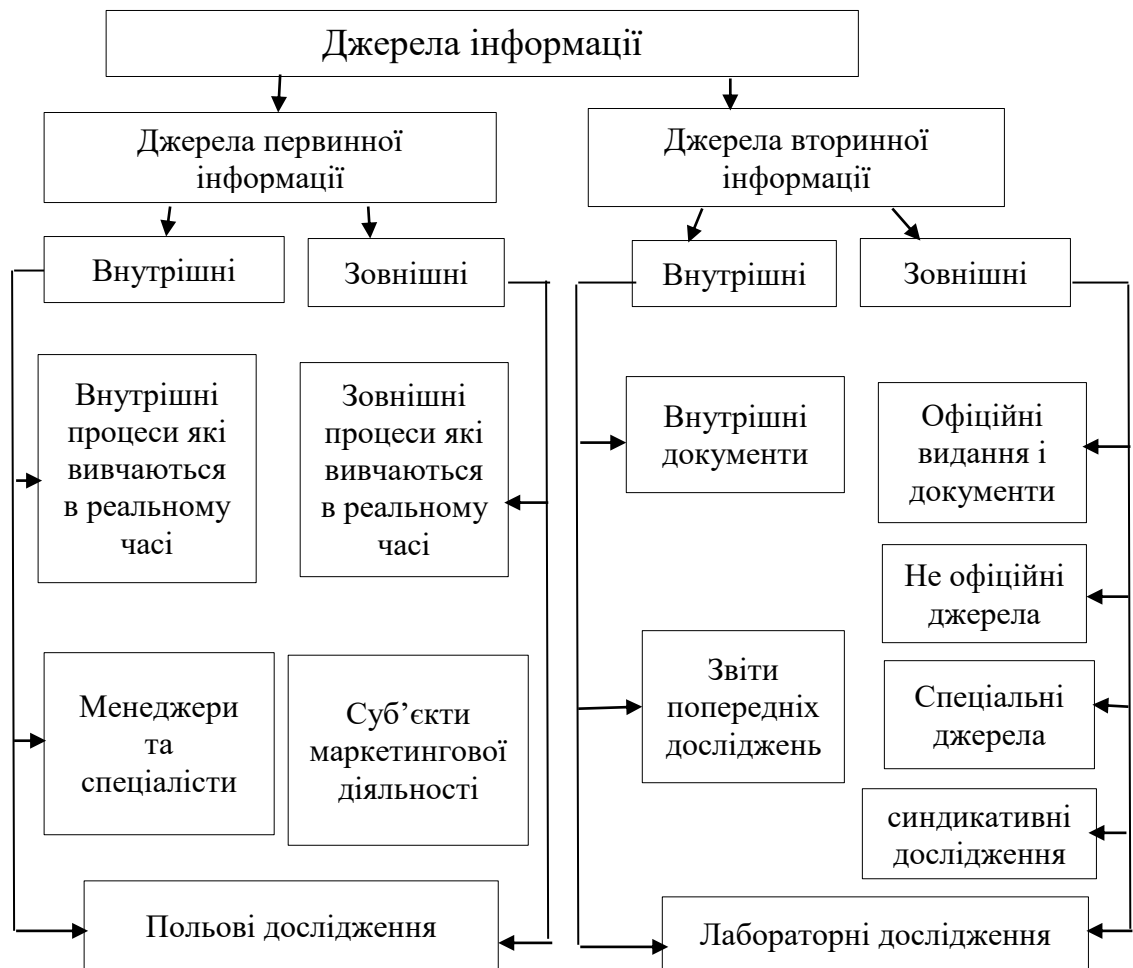 Джерела інформації
Джерела первинної
інформації
Джерела вторинної
інформації
Внутрішні
Зовнішні
Внутрішні
Зовнішні
Внутрішні
процеси які
вивчаються
в реальному
часі
Зовнішні
процеси які
вивчаються
в реальному
часі
Внутрішні
документи
Офіційні
видання і
документи
Не офіційні
джерела
Менеджери
та
спеціалісти
Суб’єкти
маркетингової
діяльності
Звіти
попередніх
досліджень
Спеціальні
джерела
синдикативні
дослідження
Польові дослідження
Лабораторні дослідження